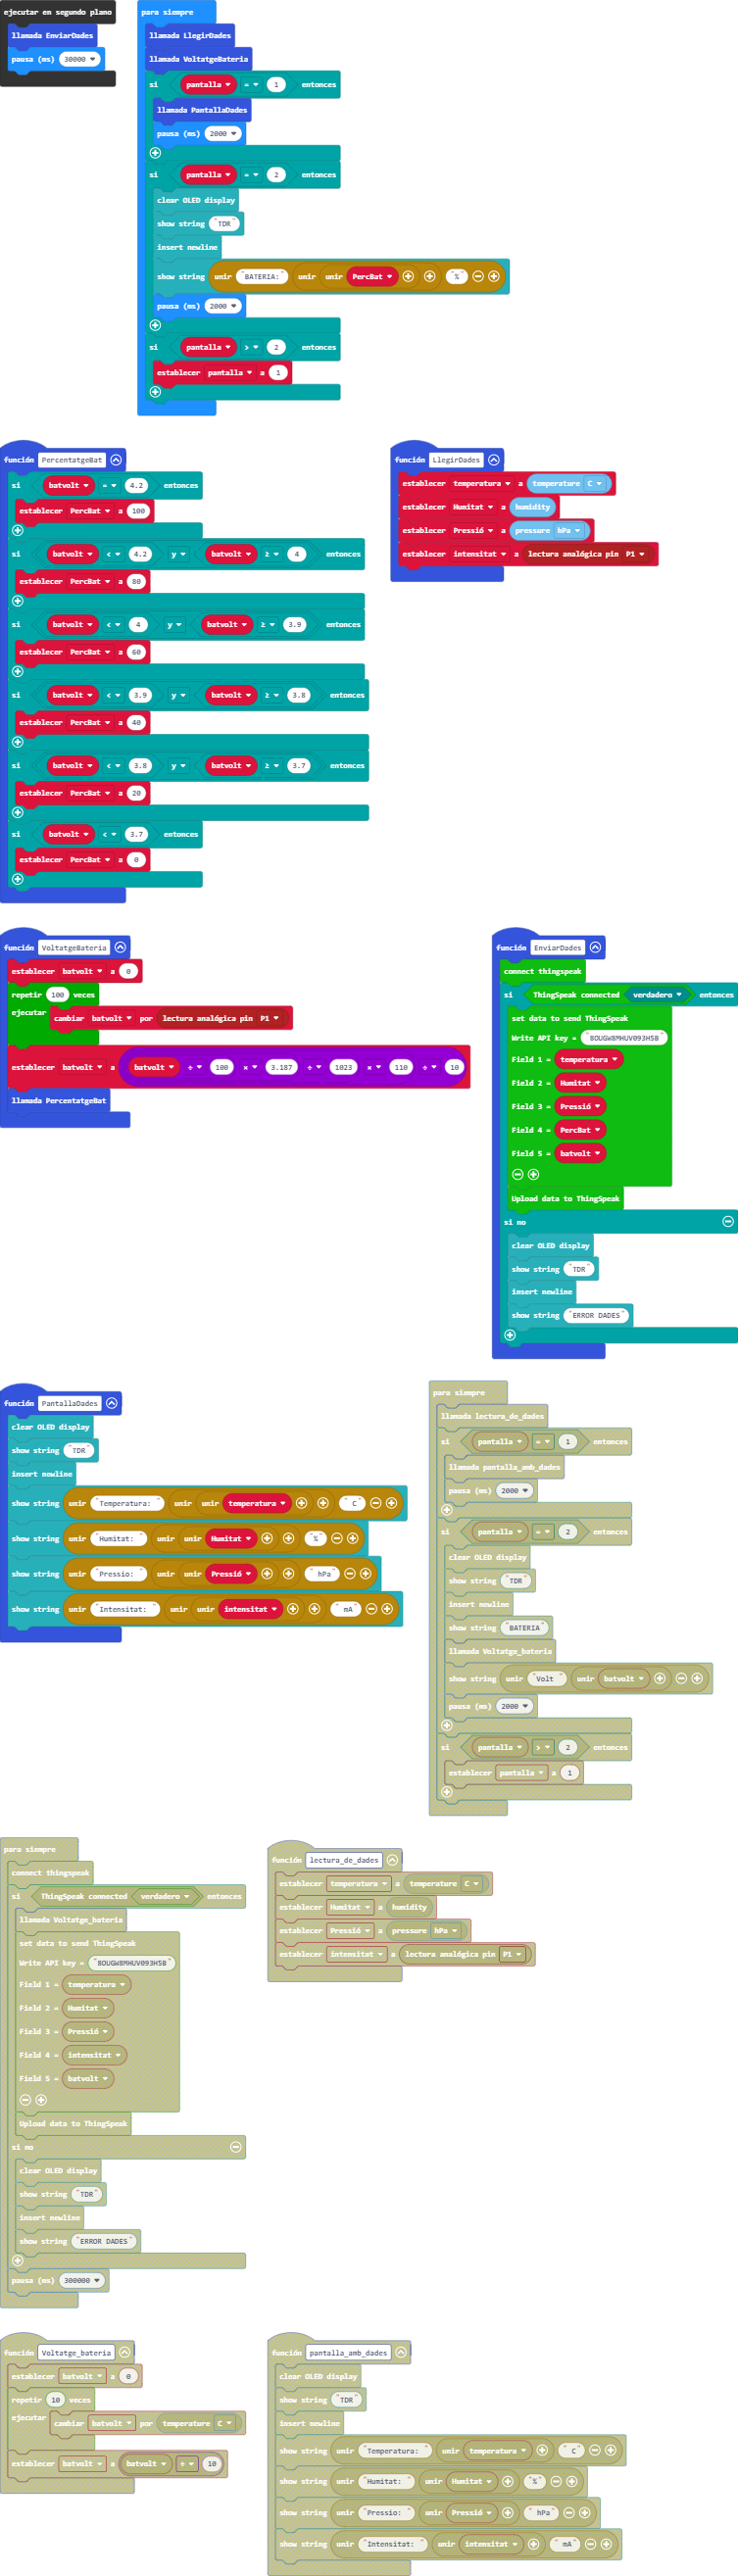 ejecutar en segundo plano
llamada EnviarDades
pausa (ms) 30000
para siempre
llamada LlegirDades
llamada VoltatgeBateria
si pantalla = 1 entonces
llamada PantallaDades
pausa (ms) 2000
si pantalla = 2 entonces
clear OLED display
show string "TDR"
insert newline
show string unir "BATERIA:" unir unir PercBat "%"
pausa (ms) 2000
si pantalla > 2 entonces
establecer pantalla a 1
función PercentatgeBat
si batvolt = 4.2 entonces
establecer PercBat a 100
si batvolt < 4.2 y batvolt ≥ 4 entonces
establecer PercBat a 80
si batvolt < 4 y batvolt ≥ 3.9 entonces
establecer PercBat a 60
si batvolt < 3.9 y batvolt ≥ 3.8 entonces
establecer PercBat a 40
si batvolt < 3.8 y batvolt ≥ 3.7 entonces
establecer PercBat a 20
si batvolt < 3.7 entonces
establecer PercBat a 0
función LlegirDades
establecer temperatura a temperature C
establecer Humitat a humidity
establecer Pressió a pressure hPa
establecer intensitat a lectura analógica pin P1
función VoltatgeBateria
establecer batvolt a 0
repetir 100 veces
ejecutar cambiar batvolt por lectura analógica pin P1
establecer batvolt a batvolt ÷ 100 × 3.187 ÷ 1023 × 110 ÷ 10
llamada PercentatgeBat
función EnviarDades
connect thingspeak
si ThingSpeak connected verdadero entonces
set data to send ThingSpeak
Write API key = "8OUGW8MHUV093H5B"
Field 1 = temperatura
Field 2 = Humitat
Field 3 = Pressió
Field 4 = PercBat
Field 5 = batvolt
Upload data to ThingSpeak
si no
clear OLED display
show string "TDR"
insert newline
show string "ERROR DADES"
función PantallaDades
clear OLED display
show string "TDR"
insert newline
show string unir "Temperatura: " unir unir temperatura " C"
show string unir "Humitat: " unir unir Humitat "%"
show string unir "Pressio: " unir unir Pressió " hPa"
show string unir "Intensitat: " unir unir intensitat " mA"
para siempre
llamada lectura_de_dades
si pantalla = 1 entonces
llamada pantalla_amb_dades
pausa (ms) 2000
si pantalla = 2 entonces
clear OLED display
show string "TDR"
insert newline
show string "BATERIA"
llamada Voltatge_bateria
show string unir "Volt" unir batvolt
pausa (ms) 2000
si pantalla > 2 entonces
establecer pantalla a 1
para siempre
connect thingspeak
si ThingSpeak connected verdadero entonces
llamada Voltatge_bateria
set data to send ThingSpeak
Write API key = "8OUGW8MHUV093H5B"
Field 1 = temperatura
Field 2 = Humitat
Field 3 = Pressió
Field 4 = intensitat
Field 5 = batvolt
Upload data to ThingSpeak
si no
clear OLED display
show string "TDR"
insert newline
show string "ERROR DADES"
pausa (ms) 300000
función lectura_de_dades
establecer temperatura a temperature C
establecer Humitat a humidity
establecer Pressió a pressure hPa
establecer intensitat a lectura analógica pin P1
función Voltatge_bateria
establecer batvolt a 0
repetir 10 veces
ejecutar cambiar batvolt por temperature C
establecer batvolt a batvolt ÷ 10
función pantalla_amb_dades
clear OLED display
show string "TDR"
insert newline
show string unir "Temperatura: " unir temperatura " C"
show string unir "Humitat: " unir Humitat "%"
show string unir "Pressio: " unir Pressió " hPa"
show string unir "Intensitat: " unir intensitat " mA"